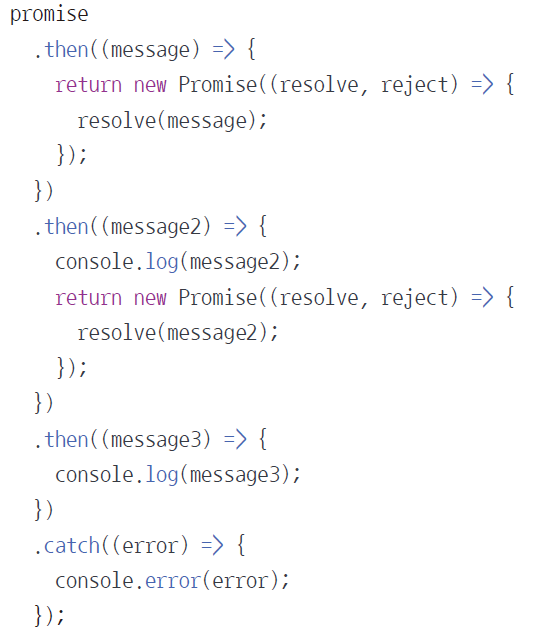 promise
  .then((message) => {
    return new Promise((resolve, reject) => {
      resolve(message);
    });
  })
  .then((message2) => {
    console.log(message2);
    return new Promise((resolve, reject) => {
      resolve(message2);
    });
  })
  .then((message3) => {
    console.log(message3);
  })
  .catch((error) => {
    console.error(error);
  });